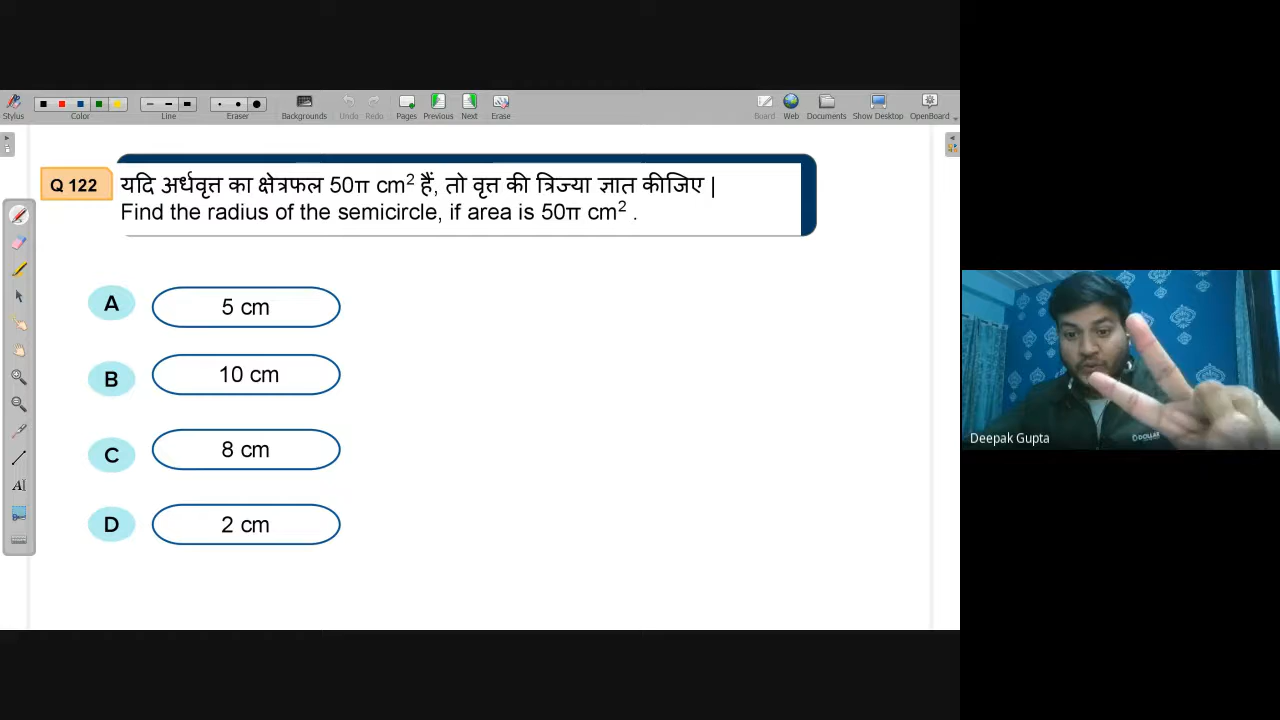 Stylus
Color
Line
Eraser
Backgrounds
Undo
Redo
Pages
Previous
Next
Erase
Board
Web
Documents
Show Desktop
OpenBoard
Q 122
यदि अर्धवृत्त का क्षेत्रफल 50π cm² हैं, तो वृत्त की त्रिज्या ज्ञात कीजिए |
Find the radius of the semicircle, if area is 50π cm² .
A 5 cm
B 10 cm
C 8 cm
D 2 cm
AI
Deepak Gupta
DOLLAR